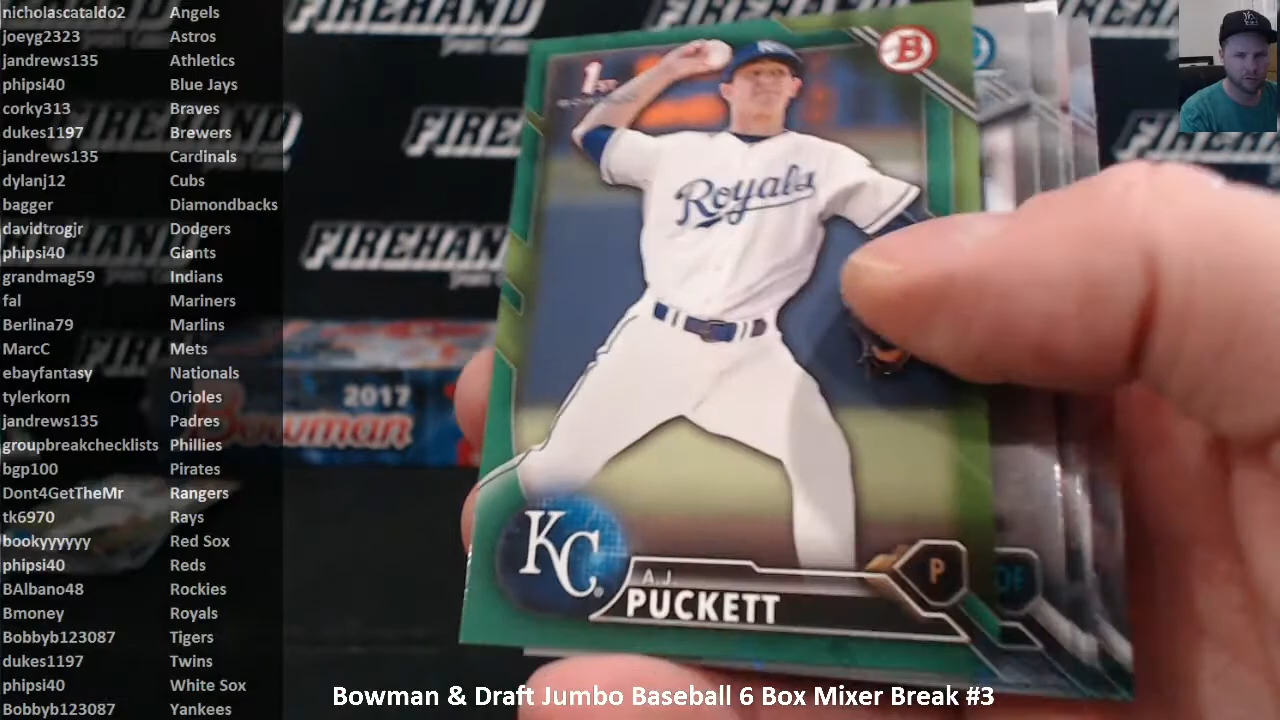 nicholascataldo2 Angels
joeyg2323 Astros
jandrews135 Athletics
phipsi40 Blue Jays
corky313 Braves
dukes1197 Brewers
jandrews135 Cardinals
dylanj12 Cubs
bagger Diamondbacks
davidtrogjr Dodgers
phipsi40 Giants
grandmag59 Indians
fal Mariners
Berlina79 Marlins
MarcC Mets
ebayfantasy Nationals
tylerkorn Orioles
jandrews135 Padres
groupbreakchecklists Phillies
bgp100 Pirates
Dont4GetTheMr Rangers
tk6970 Rays
bookyyyyyy Red Sox
phipsi40 Reds
BAlbano48 Rockies
Bmoney Royals
Bobbyb123087 Tigers
dukes1197 Twins
phipsi40 White Sox
Bobbyb123087 Yankees
FIREHAND
FIREHAND
FIREHAND
2017
Bowman
1st
B
Royals
KC
A.J.
PUCKETT
P
OF
Bowman & Draft Jumbo Baseball 6 Box Mixer Break #3